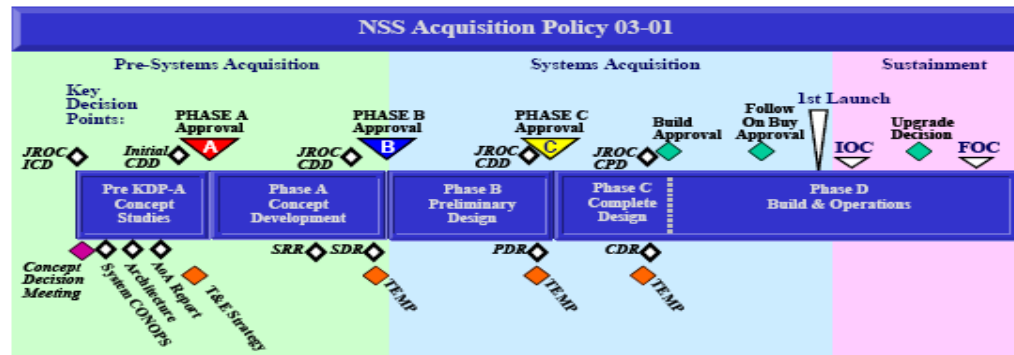 NSS Acquisition Policy 03-01
Pre-Systems Acquisition
Systems Acquisition
Sustainment
Key
Decision
Points:
PHASE A
Approval
A
PHASE B
Approval
B
PHASE C
Approval
C
Build
Approval
Follow
On Buy
Approval
1st Launch
Upgrade
Decision
IOC
FOC
JROC
ICD
Initial
CDD
JROC
CDD
JROC
CDD
JROC
CPD
Pre KDP-A
Concept
Studies
Phase A
Concept
Development
Phase B
Preliminary
Design
Phase C
Complete
Design
Phase D
Build & Operations
Concept
Decision
Meeting
System CONOPS
Architecture
AoA Report
T&E Strategy
SRR
SDR
TEMP
PDR
TEMP
CDR
TEMP